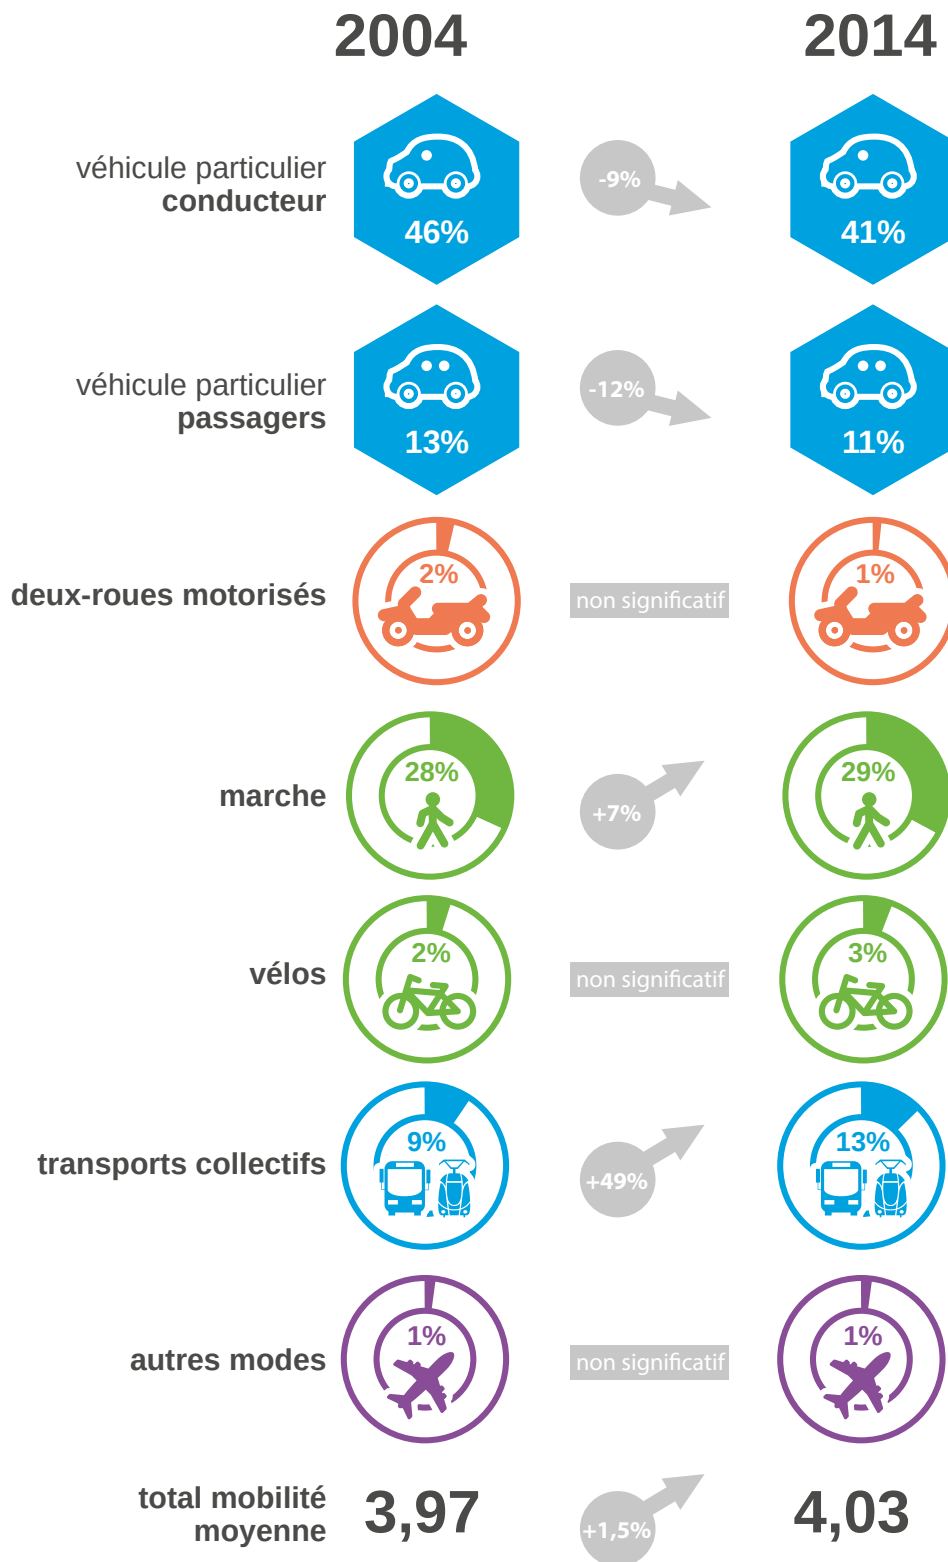 2004
2014
véhicule particulier
conducteur
46%
-9%
41%
véhicule particulier
passagers
13%
-12%
11%
deux-roues motorisés
2%
non significatif
1%
marche
28%
+7%
29%
vélos
2%
non significatif
3%
transports collectifs
9%
+49%
13%
autres modes
1%
non significatif
1%
total mobilité
moyenne
3,97
+1,5%
4,03